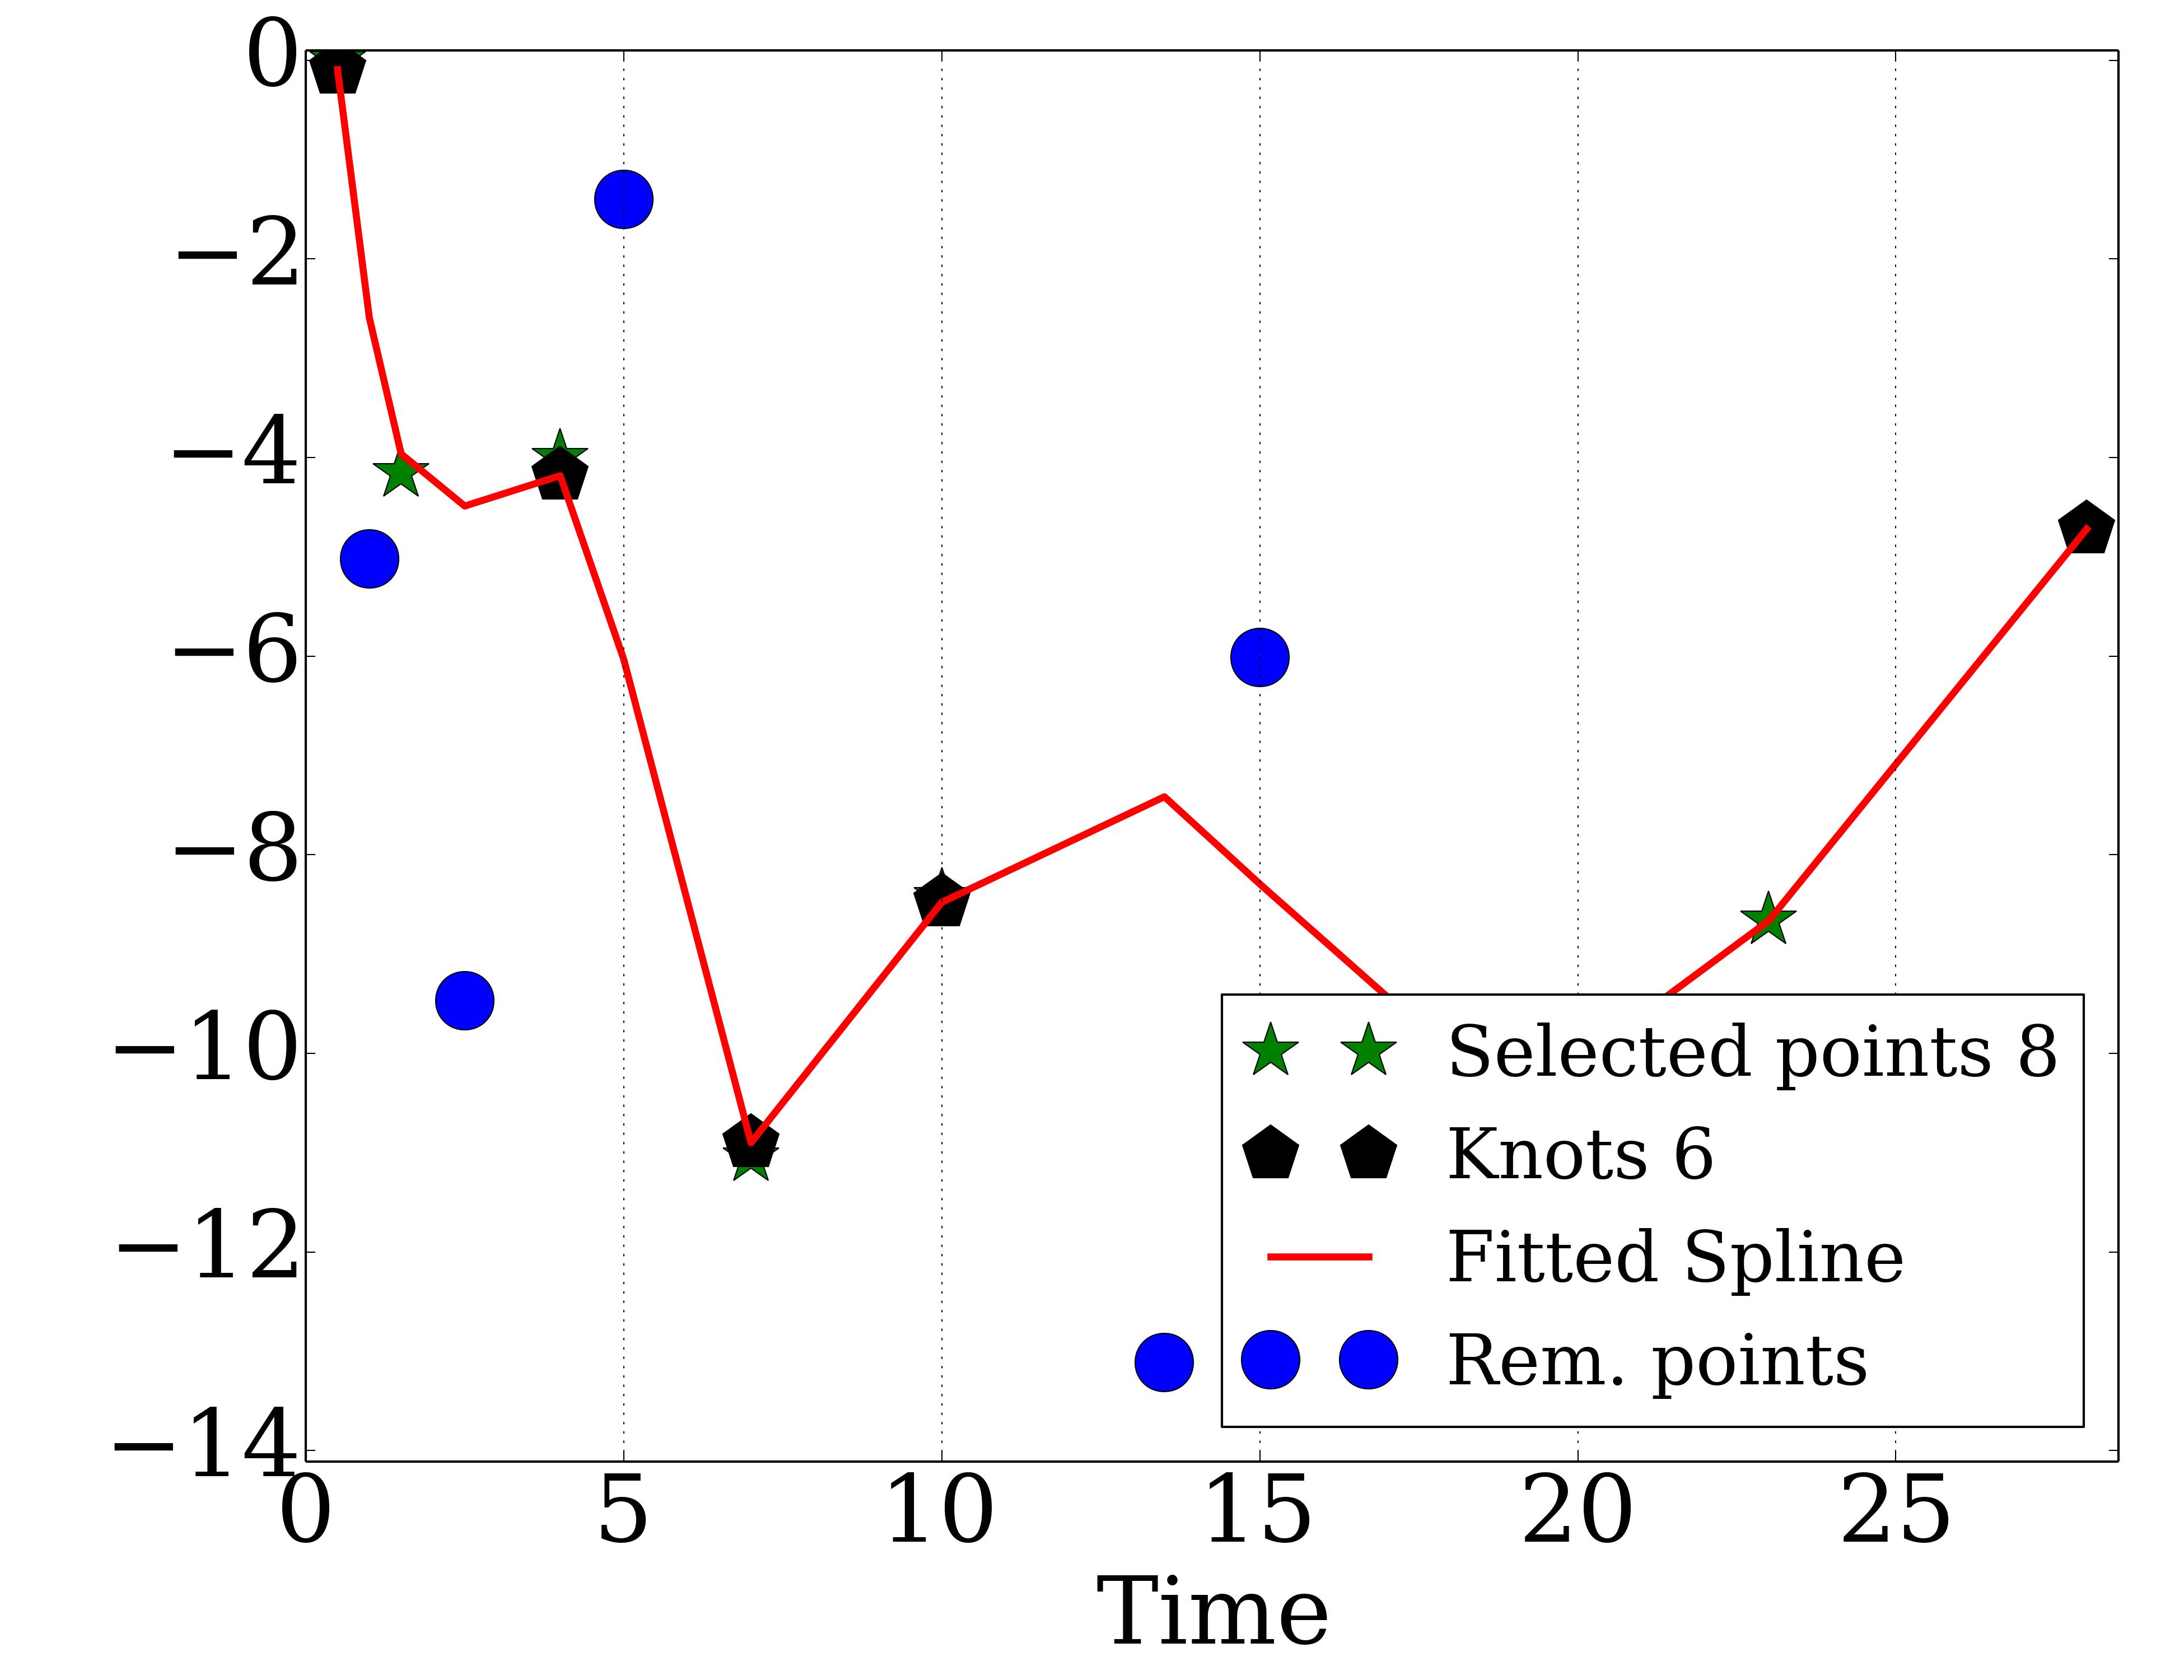 0
−2
−4
−6
−8
−10
−12
−14
0 5 10 15 20 25
Time
Selected points 8
Knots 6
Fitted Spline
Rem. points